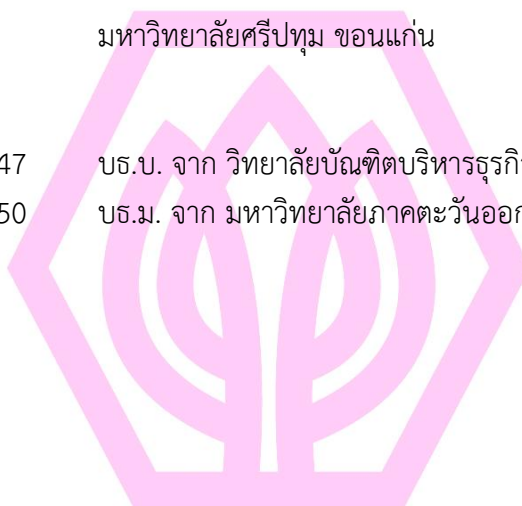 มหาวิทยาลัยศรีปทุม ขอนแก่น
47 บธ.บ. จาก วิทยาลัยบัณฑิตบริหารธุรกิ
50 บธ.ม. จาก มหาวิทยาลัยภาคตะวันออ